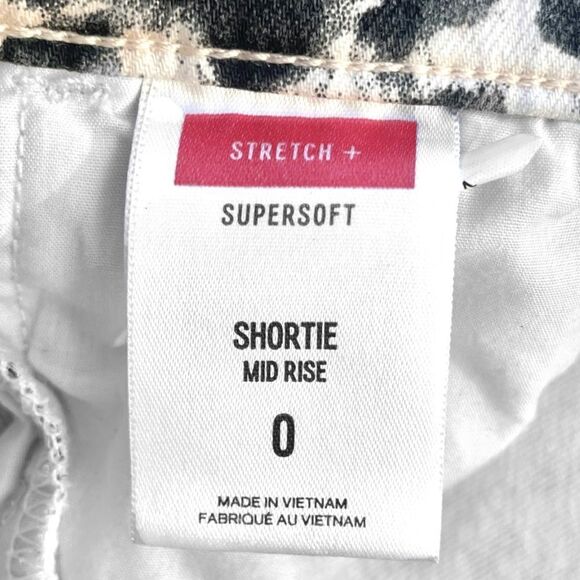 STRETCH +
SUPERSOFT
SHORTIE
MID RISE
0
MADE IN VIETNAM
FABRIQUÉ AU VIETNAM